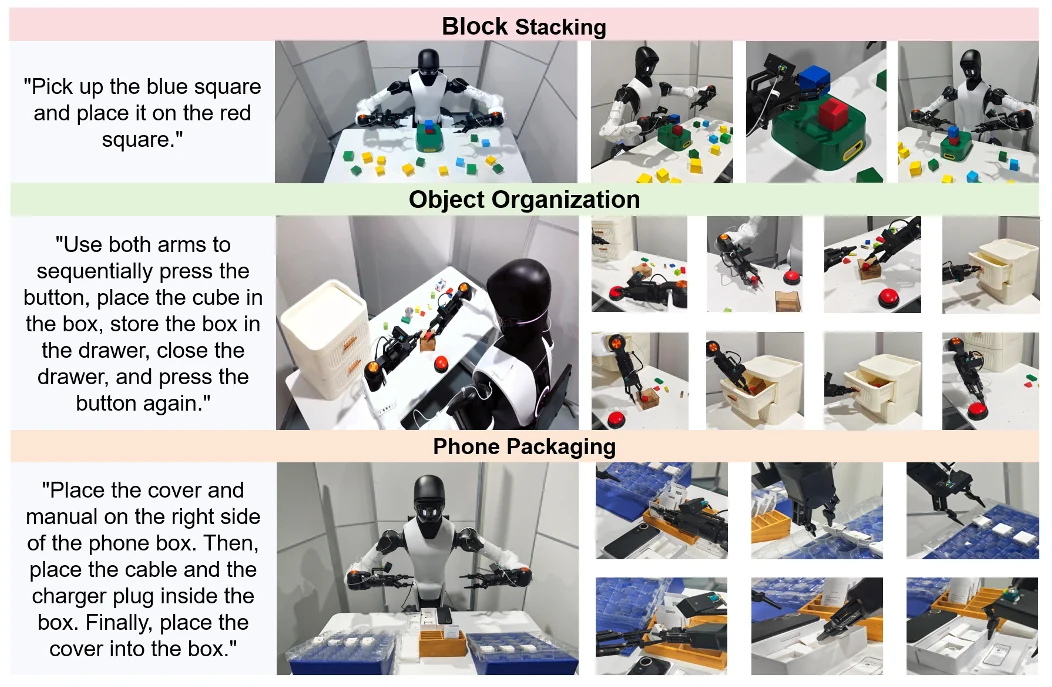 Block Stacking
"Pick up the blue square
and place it on the red
square."
Object Organization
"Use both arms to
sequentially press the
button, place the cube in
the box, store the box in
the drawer, close the
drawer, and press the
button again."
Phone Packaging
"Place the cover and
manual on the right side
of the phone box. Then,
place the cable and the
charger plug inside the
box. Finally, place the
cover into the box."